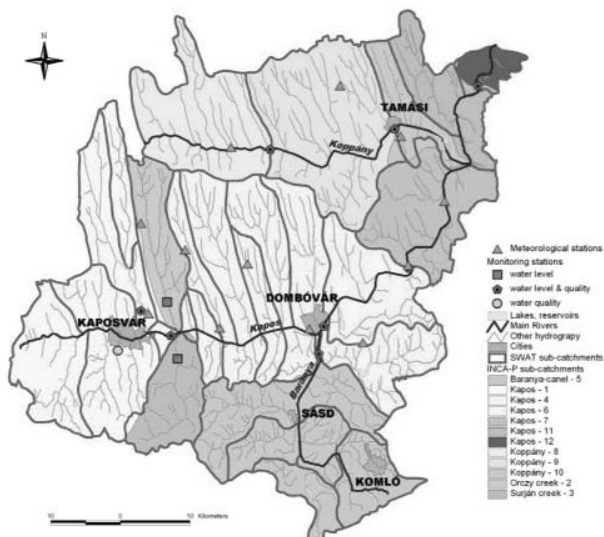 N
TAMÁSI
Koppány
DOMBÓVÁR
KAPOSVÁR
Kapos
Baranya
SÁSD
KOMLÓ
10 0 10 Kilometers
Meteorological stations
Monitoring stations
water level
water level & quality
water quality
Lakes, reservoirs
Main Rivers
Other hydrograpy
Cities
SWAT sub-catchments
INCA-P sub-catchments
Baranya-canel - 5
Kapos - 1
Kapos - 4
Kapos - 6
Kapos - 7
Kapos - 11
Kapos - 12
Koppány - 8
Koppány - 9
Koppány - 10
Orczy creek - 2
Surján creek - 3